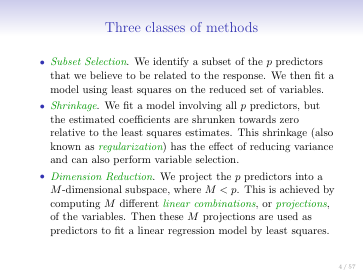 Three classes of methods
• Subset Selection. We identify a subset of the p predictors
that we believe to be related to the response. We then fit a
model using least squares on the reduced set of variables.
• Shrinkage. We fit a model involving all p predictors, but
the estimated coefficients are shrunken towards zero
relative to the least squares estimates. This shrinkage (also
known as regularization) has the effect of reducing variance
and can also perform variable selection.
• Dimension Reduction. We project the p predictors into a
M-dimensional subspace, where M < p. This is achieved by
computing M different linear combinations, or projections,
of the variables. Then these M projections are used as
predictors to fit a linear regression model by least squares.
4 / 57